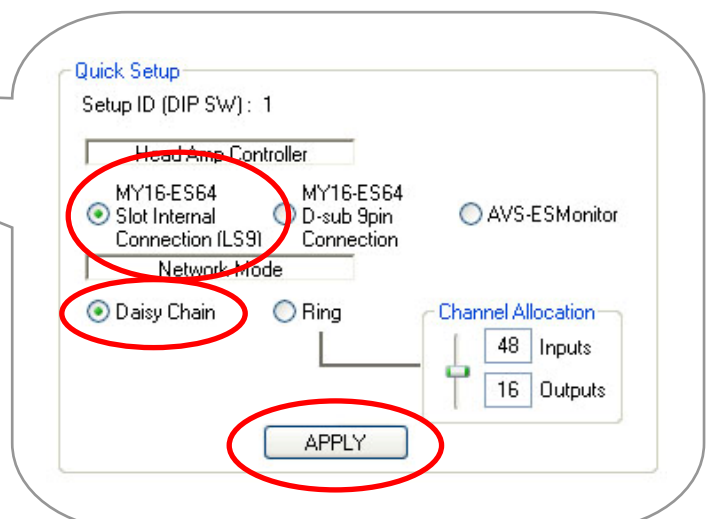 Quick Setup
Setup ID (DIP SW) : 1
Head Amp Controller
MY16-ES64
Slot Internal
Connection (LS9)
MY16-ES64
D-sub 9pin
Connection
AVS-ESMonitor
Network Mode
Daisy Chain
Ring
Channel Allocation
48 Inputs
16 Outputs
APPLY